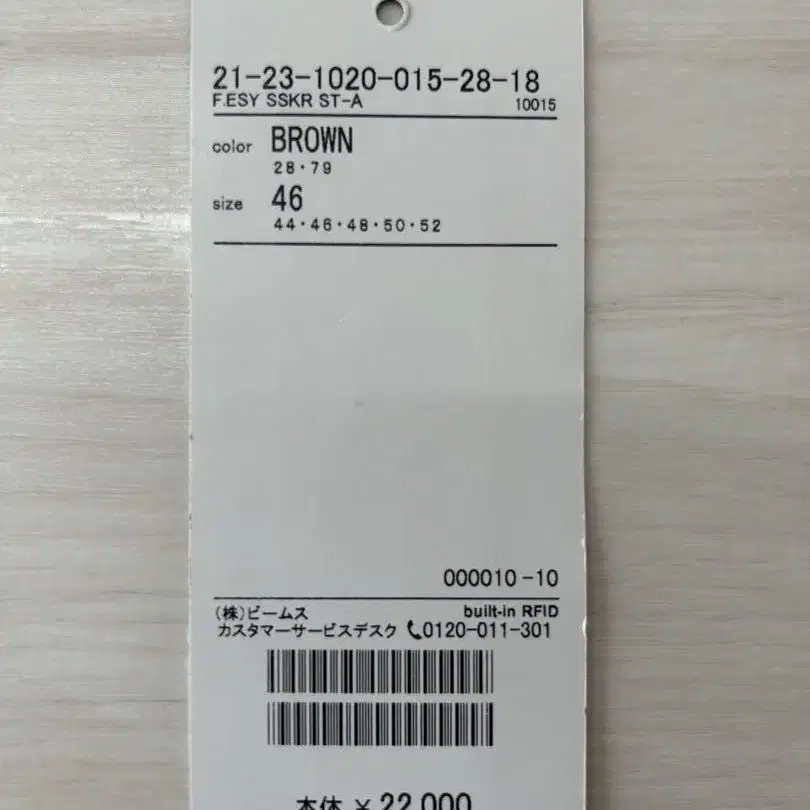 21-23-1020-015-28-18
F.ESY SSKR ST-A 10015
color BROWN
28・79
size 46
44・46・48・50・52
000010-10
(株)ビームス built-in RFID
カスタマーサービスデスク 0120-011-301
本体 ¥22,000